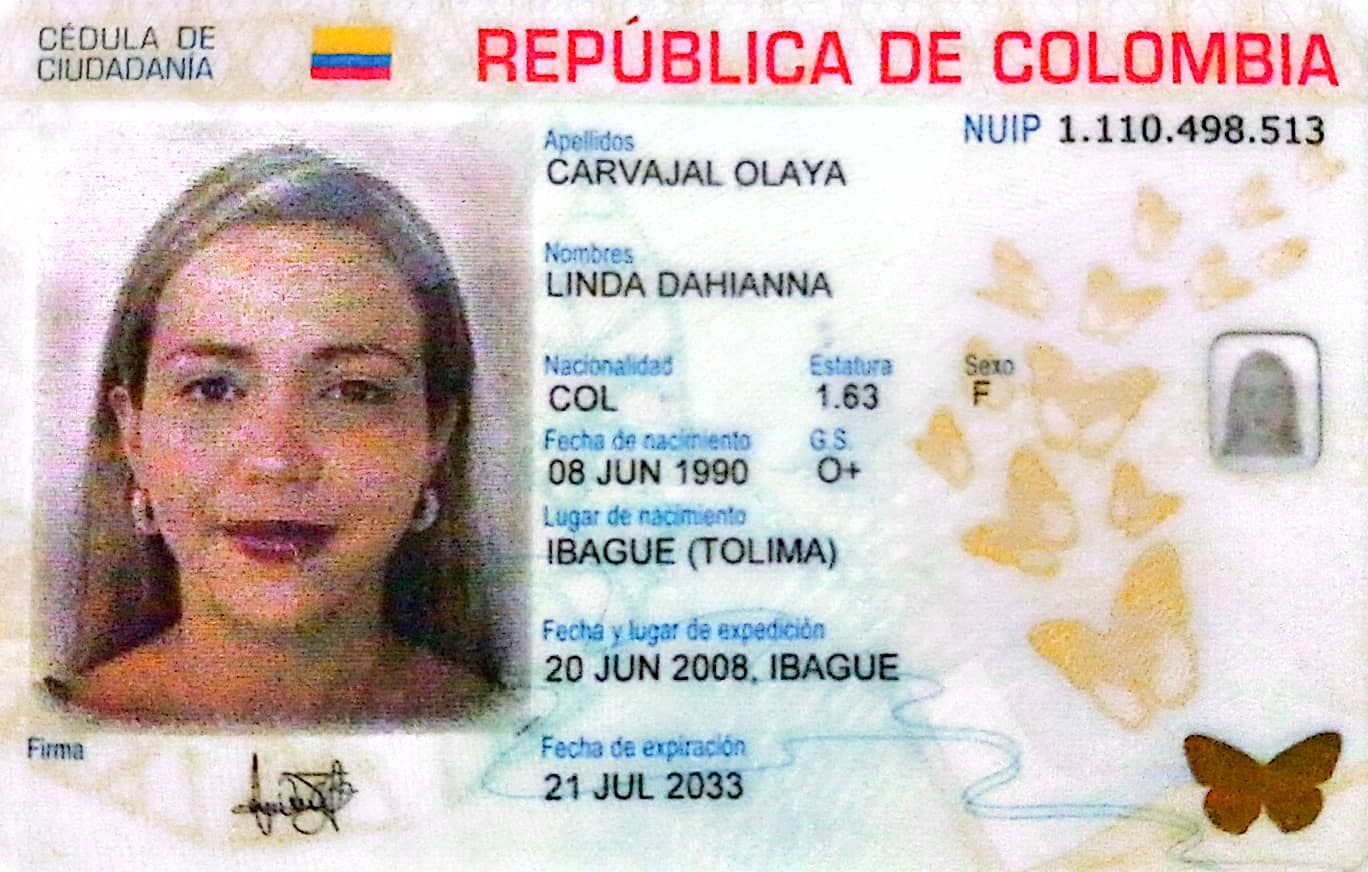 CÉDULA DE
CIUDADANÍA
REPÚBLICA DE COLOMBIA
NUIP 1.110.498.513
Apellidos
CARVAJAL OLAYA
Nombres
LINDA DAHIANNA
Nacionalidad Estatura Sexo
COL 1.63 F
Fecha de nacimiento G.S.
08 JUN 1990 O+
Lugar de nacimiento
IBAGUE (TOLIMA)
Fecha y lugar de expedición
20 JUN 2008, IBAGUE
Firma
Fecha de expiración
21 JUL 2033